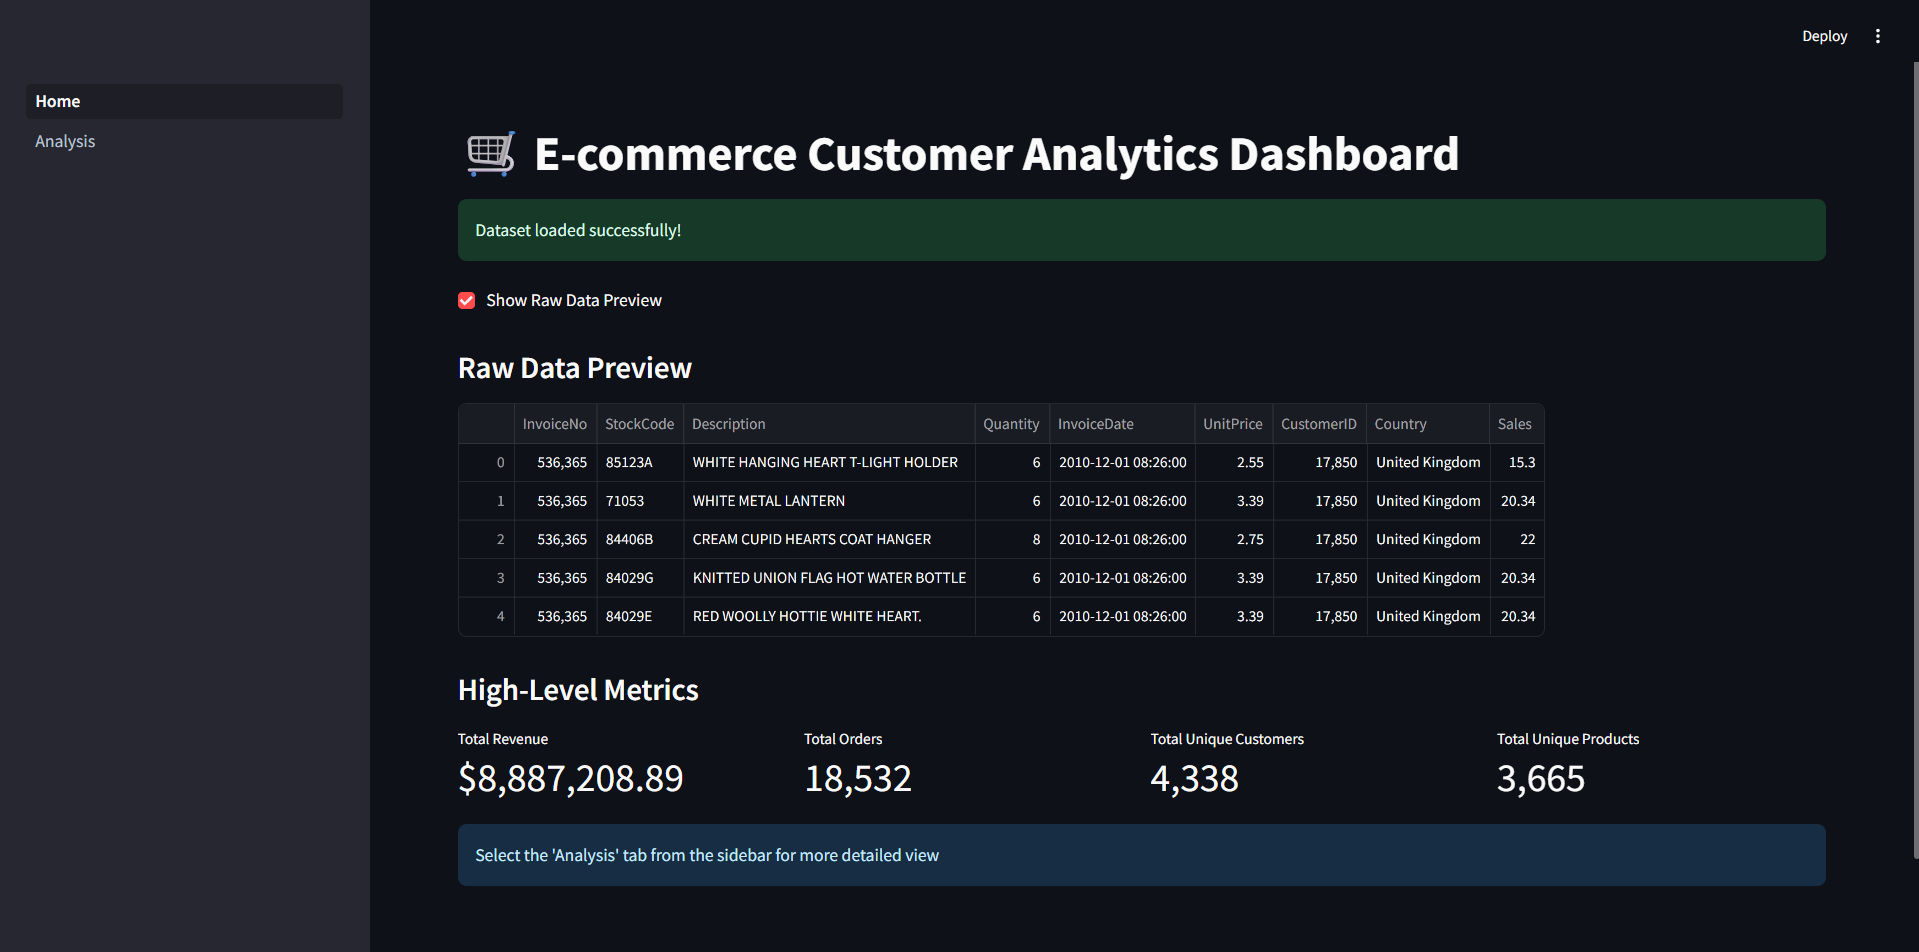 Deploy
Home
Analysis
E-commerce Customer Analytics Dashboard
Dataset loaded successfully!
Show Raw Data Preview
Raw Data Preview
InvoiceNo StockCode Description Quantity InvoiceDate UnitPrice CustomerID Country Sales
0 536,365 85123A WHITE HANGING HEART T-LIGHT HOLDER 6 2010-12-01 08:26:00 2.55 17,850 United Kingdom 15.3
1 536,365 71053 WHITE METAL LANTERN 6 2010-12-01 08:26:00 3.39 17,850 United Kingdom 20.34
2 536,365 84406B CREAM CUPID HEARTS COAT HANGER 8 2010-12-01 08:26:00 2.75 17,850 United Kingdom 22
3 536,365 84029G KNITTED UNION FLAG HOT WATER BOTTLE 6 2010-12-01 08:26:00 3.39 17,850 United Kingdom 20.34
4 536,365 84029E RED WOOLLY HOTTIE WHITE HEART. 6 2010-12-01 08:26:00 3.39 17,850 United Kingdom 20.34
High-Level Metrics
Total Revenue Total Orders Total Unique Customers Total Unique Products
$8,887,208.89 18,532 4,338 3,665
Select the 'Analysis' tab from the sidebar for more detailed view